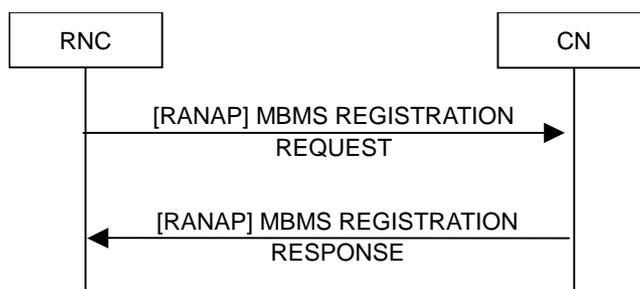 RNC
CN
[RANAP] MBMS REGISTRATION
REQUEST
[RANAP] MBMS REGISTRATION
RESPONSE